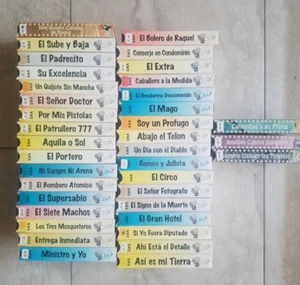 El Sube y Baja
El Padrecito
Su Excelencia
Un Quijote Sin Mancha
El Señor Doctor
Por Mis Pistolas
El Patrullero 777
Aquila o Sol
El Portero
Ni Sangre Ni Arena
El Bombero Atomico
El Supersabio
El Siete Machos
Los Tres Mosqueteros
Entrega Inmediata
Ministro y Yo
El Bolero de Raquel
Conserje en Condominio
El Extra
Caballero a la Medida
El Gendarme Desconocido
El Mago
Soy un Profugo
Abajo el Telon
Un Dia con el Diablo
Romeo y Julieta
El Circo
El Señor Fotografo
El Signo de la Muerte
El Gran Hotel
Si Yo Fuera Diputado
Ahi Está el Detalle
Asi es mi Tierra